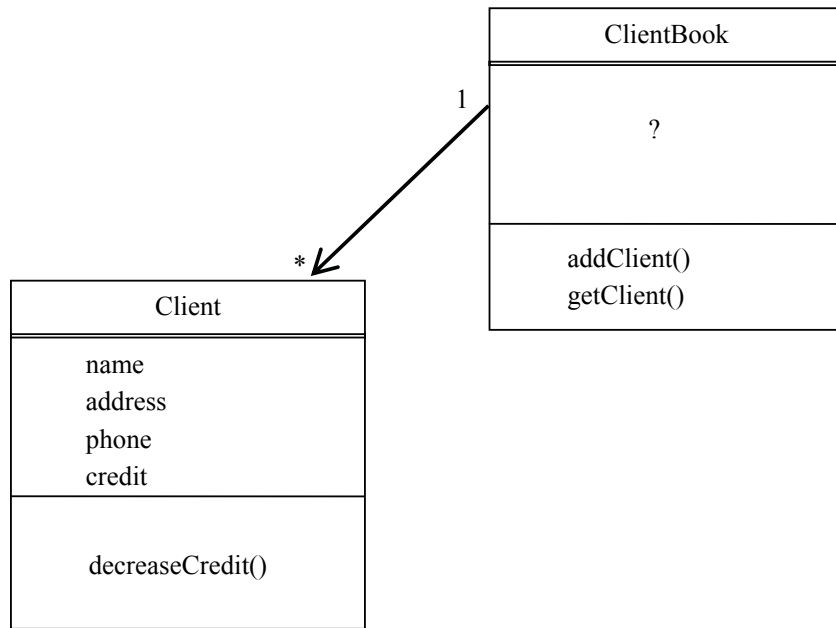 ClientBook
1
?
*
addClient()
getClient()
Client
name
address
phone
credit
decreaseCredit()